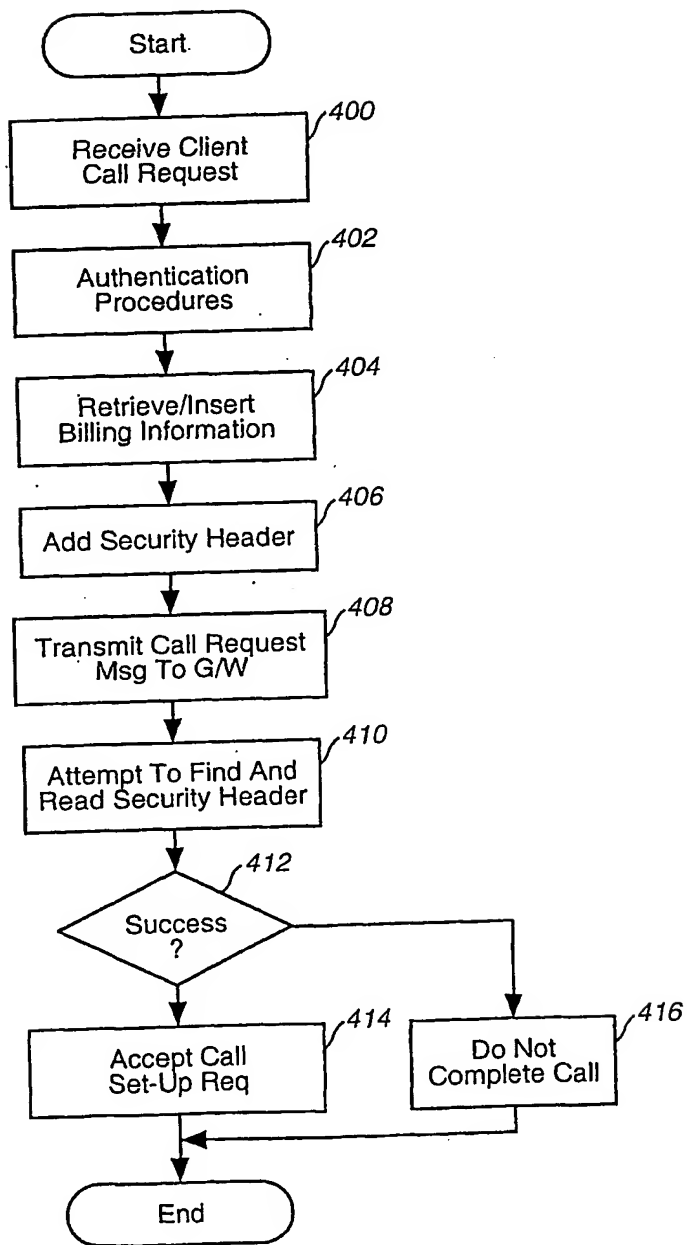 Start
400
Receive Client
Call Request
402
Authentication
Procedures
404
Retrieve/Insert
Billing Information
406
Add Security Header
408
Transmit Call Request
Msg To G/W
410
Attempt To Find And
Read Security Header
412
Success
?
414
Accept Call
Set-Up Req
416
Do Not
Complete Call
End